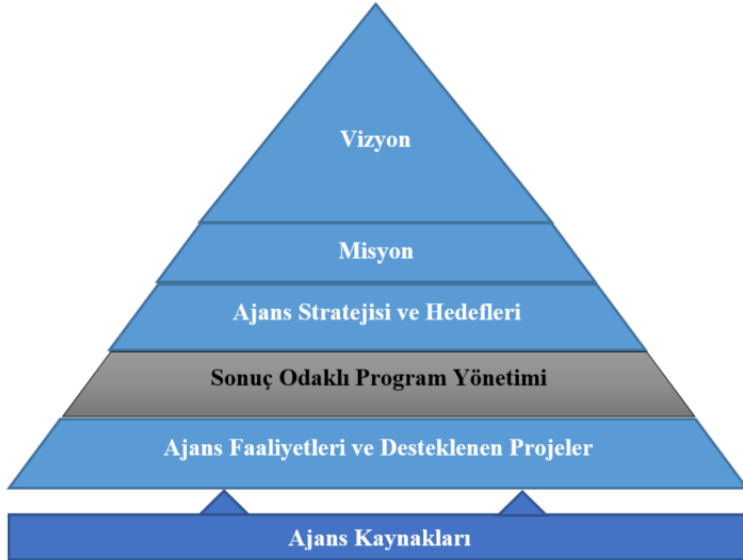 Vizyon
Misyon
Ajans Stratejisi ve Hedefleri
Sonuç Odaklı Program Yönetimi
Ajans Faaliyetleri ve Desteklenen Projeler
Ajans Kaynakları